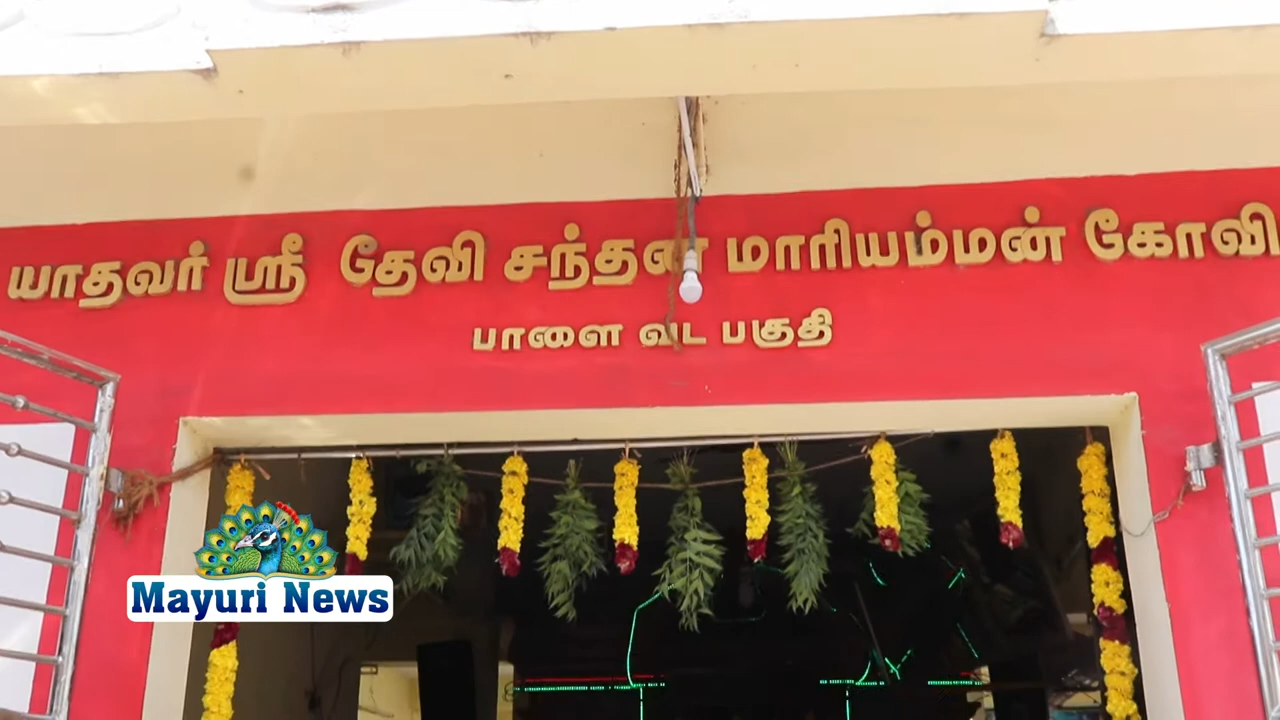 யாதவர் ஸ்ரீ தேவி சந்தன மாரியம்மன் கோவி
பாளை வட பகுதி
Mayuri News